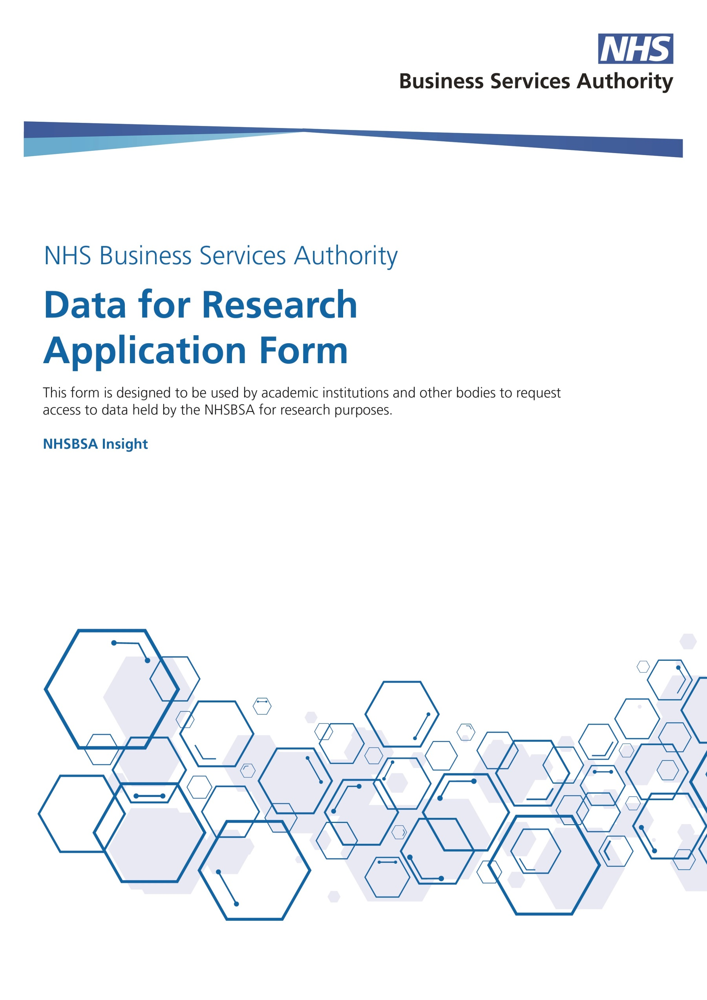 NHS
Business Services Authority
NHS Business Services Authority
Data for Research
Application Form
This form is designed to be used by academic institutions and other bodies to request
access to data held by the NHSBSA for research purposes.
NHSBSA Insight